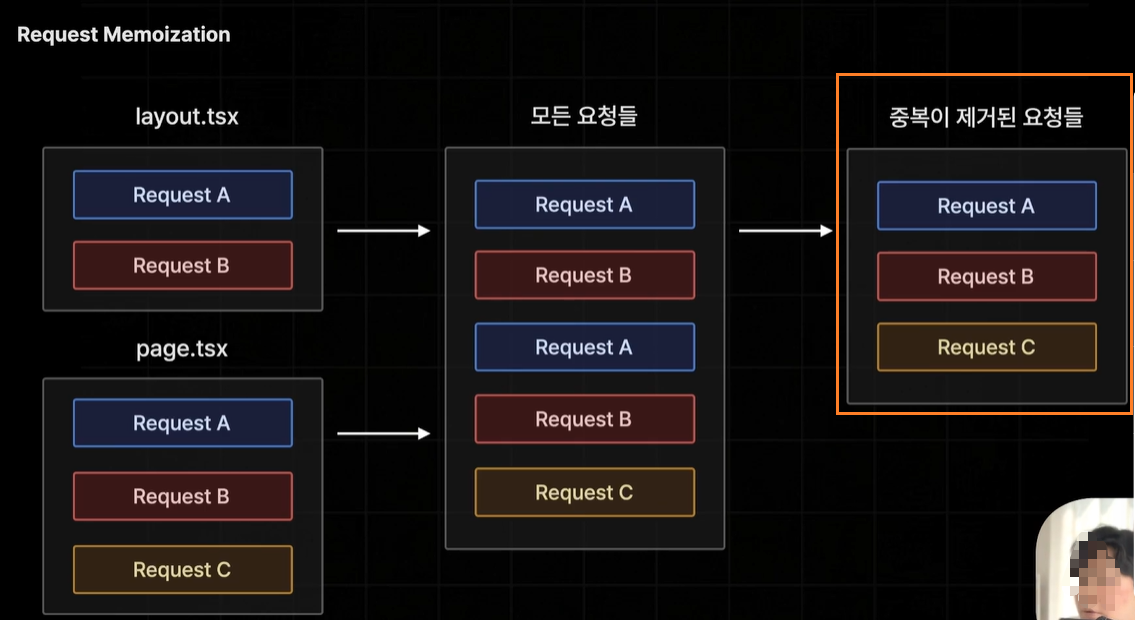 Request Memoization
layout.tsx
Request A
Request B
page.tsx
Request A
Request B
Request C
모든 요청들
Request A
Request B
Request A
Request B
Request C
중복이 제거된 요청들
Request A
Request B
Request C